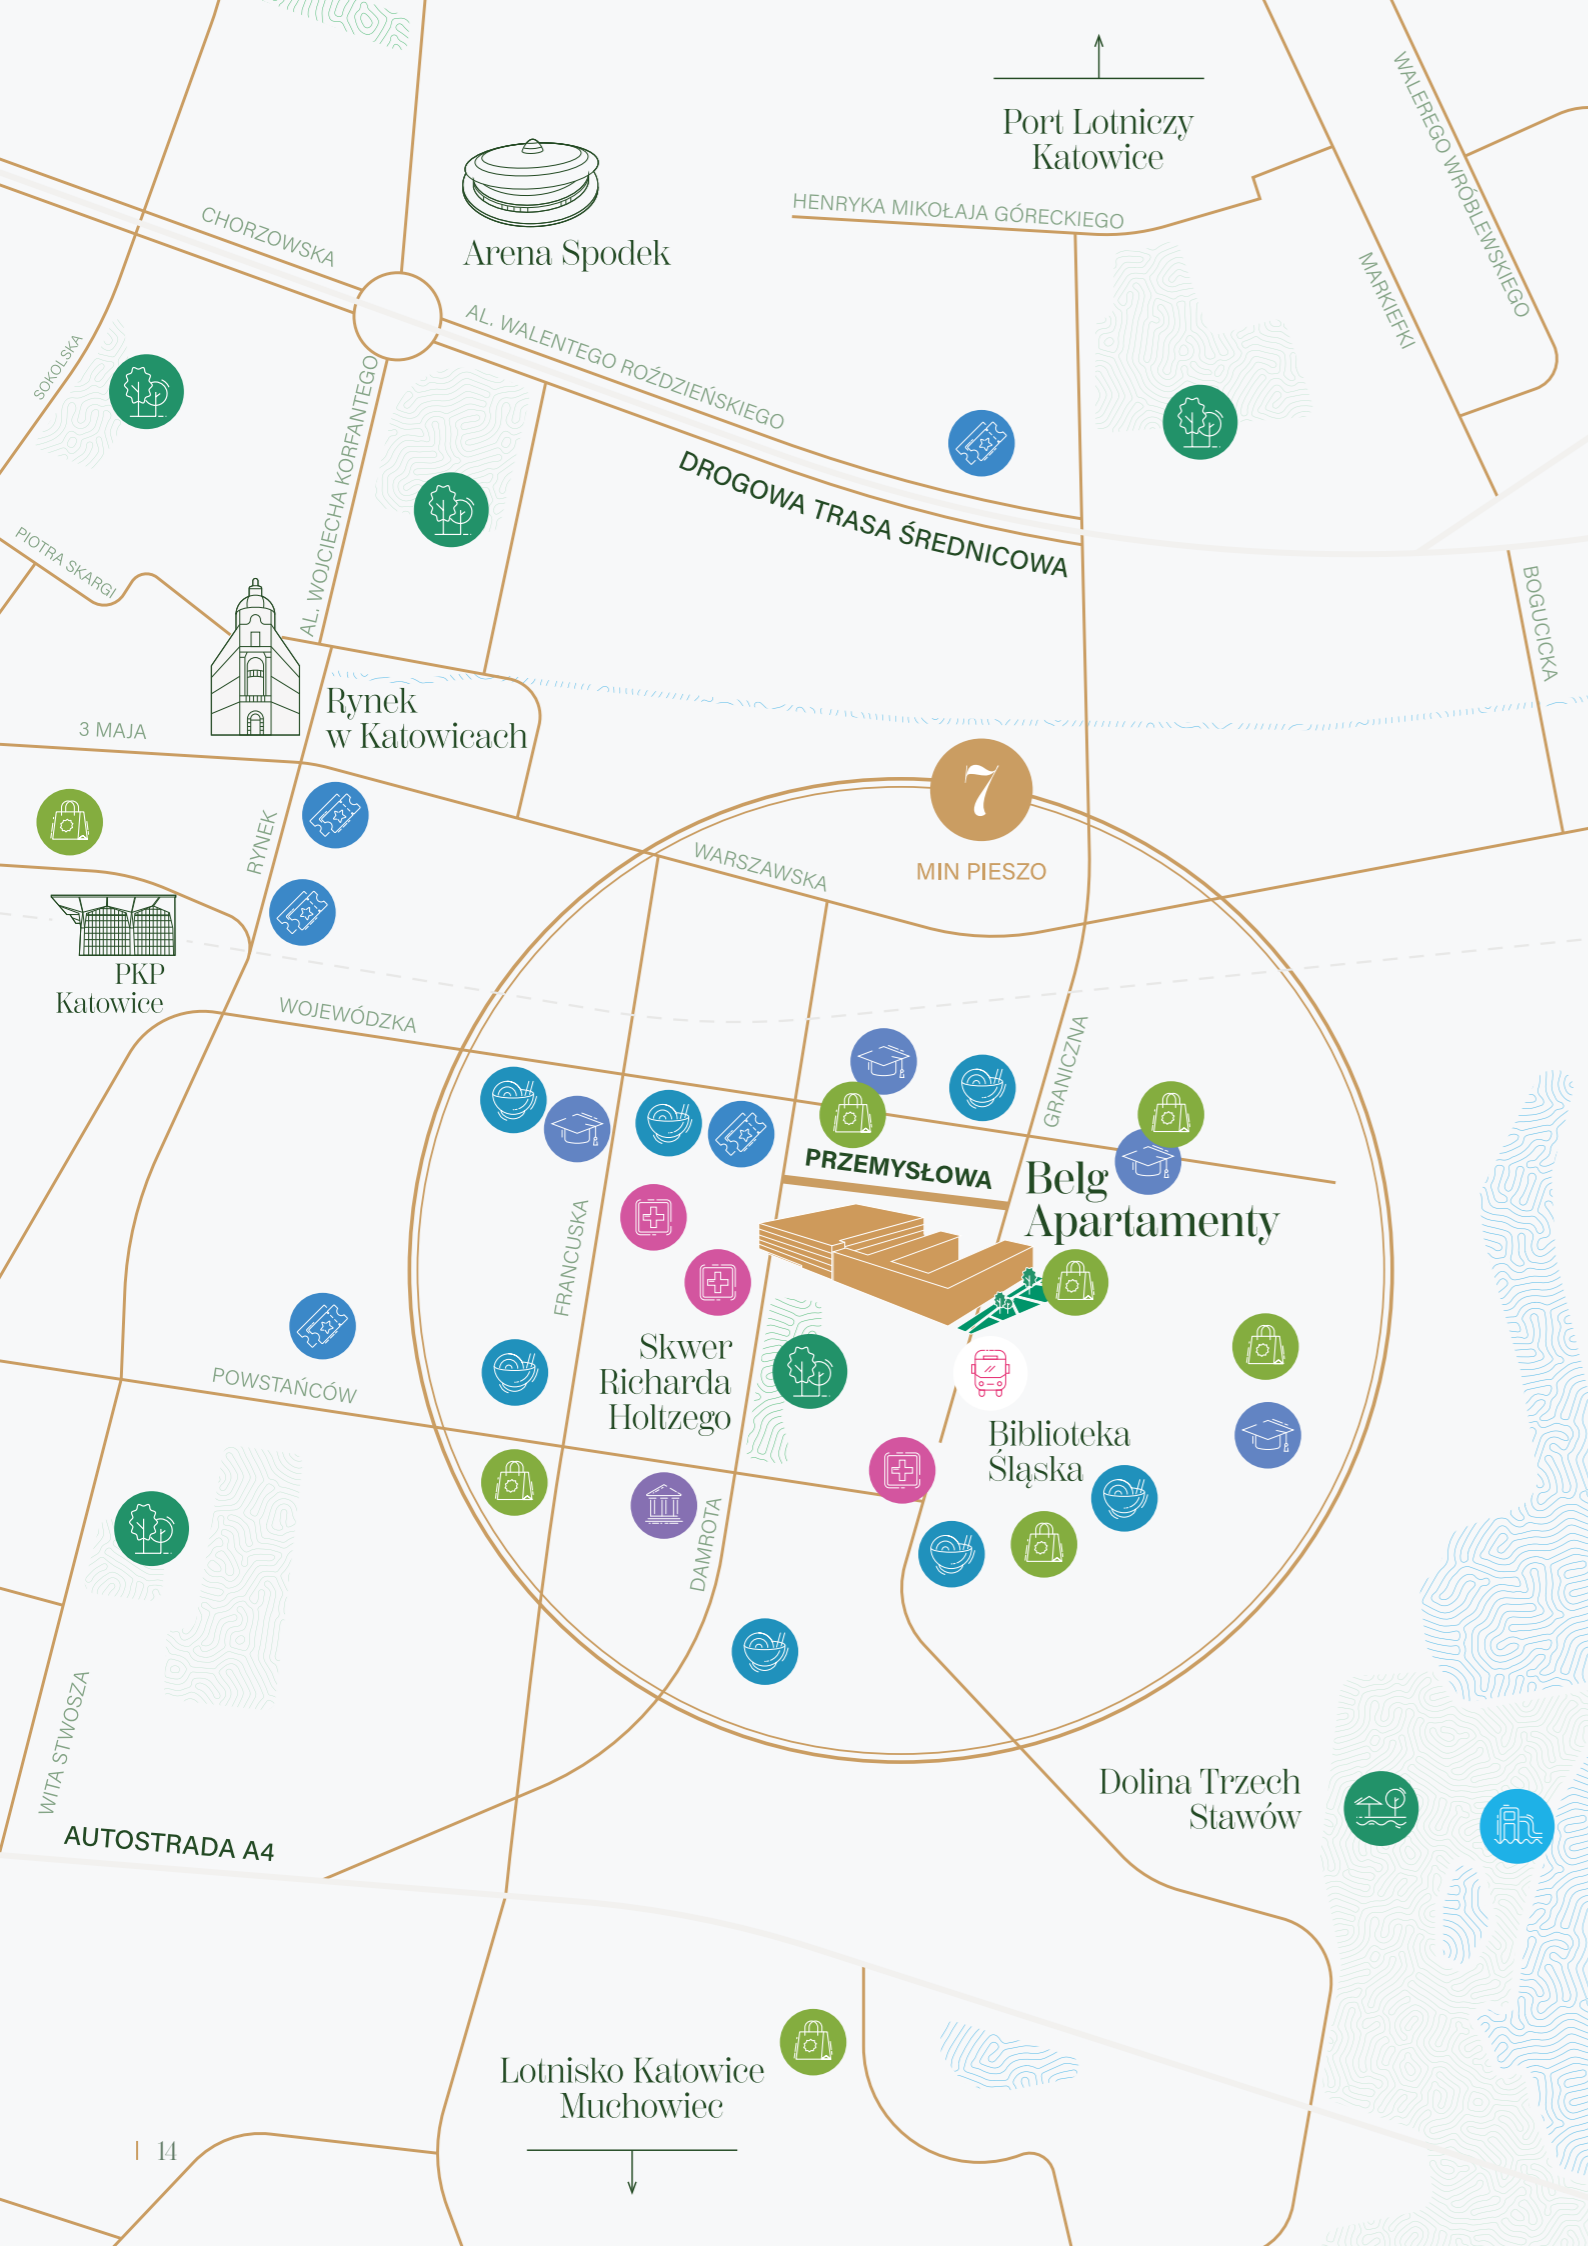 Port Lotniczy
Katowice
WALEREGO WRÓBLEWSKIEGO
HENRYKA MIKOŁAJA GÓRECKIEGO
CHORZOWSKA
Arena Spodek
MARKIEFKI
SOKOLSKA
AL. WALENTEGO ROŹDZIEŃSKIEGO
AL. WOJCIECHA KORFANTEGO
DROGOWA TRASA ŚREDNICOWA
PIOTRA SKARGI
BOGUCICKA
Rynek
w Katowicach
3 MAJA
7
MIN PIESZO
RYNEK
WARSZAWSKA
PKP
Katowice
WOJEWÓDZKA
GRANICZNA
PRZEMYSŁOWA
Belg
Apartamenty
FRANCUSKA
Skwer
Richarda
Holtzego
POWSTAŃCÓW
Biblioteka
Śląska
DAMROTA
WITA STWOSZA
Dolina Trzech
Stawów
AUTOSTRADA A4
Lotnisko Katowice
Muchowiec
14